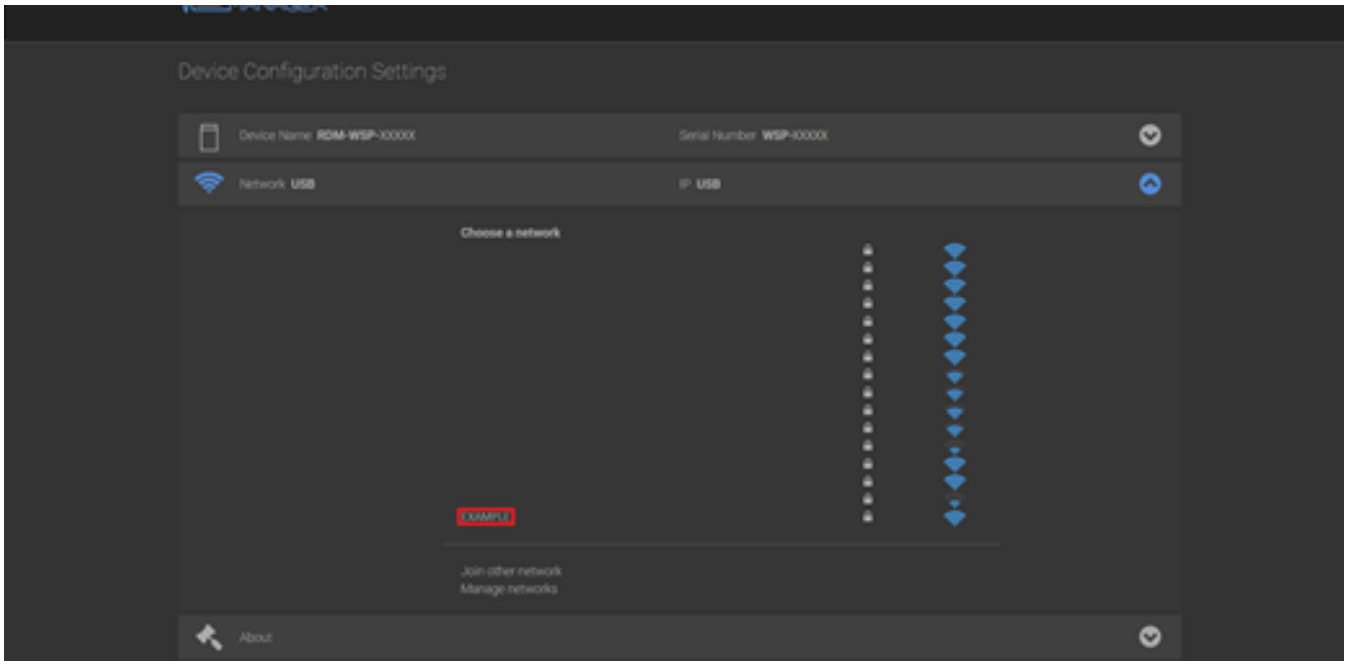 Device Configuration Settings
Device Name RDM-WSP-XXXXX Serial Number WSP-XXXXX
Network USB IP USB
Choose a network
EXAMPLE
Join other network
Manage networks
About